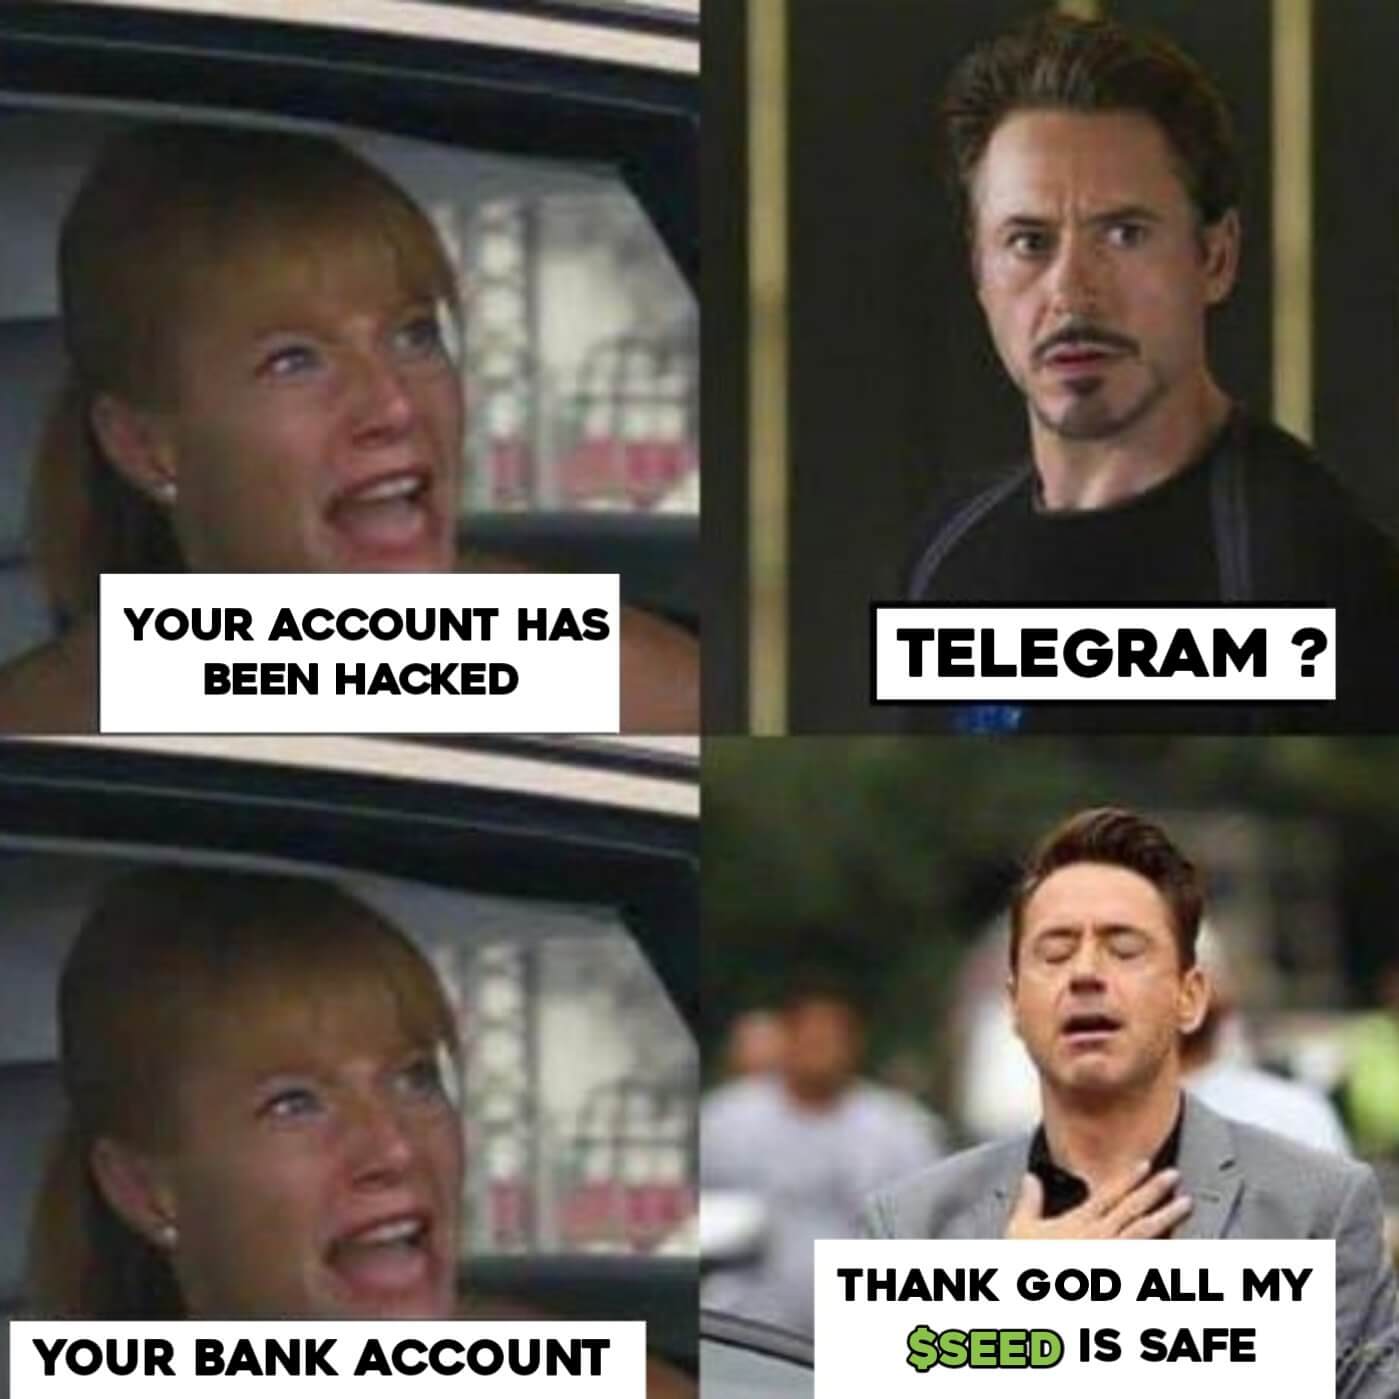 YOUR ACCOUNT HAS
BEEN HACKED
TELEGRAM ?
YOUR BANK ACCOUNT
THANK GOD ALL MY
$SEED IS SAFE